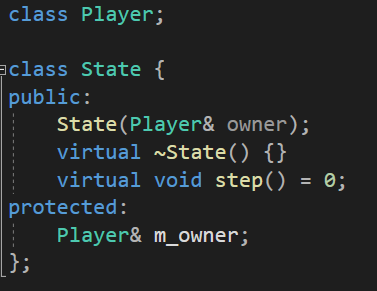 class Player;
class State {
public:
    State(Player& owner);
    virtual ~State() {}
    virtual void step() = 0;
protected:
    Player& m_owner;
};